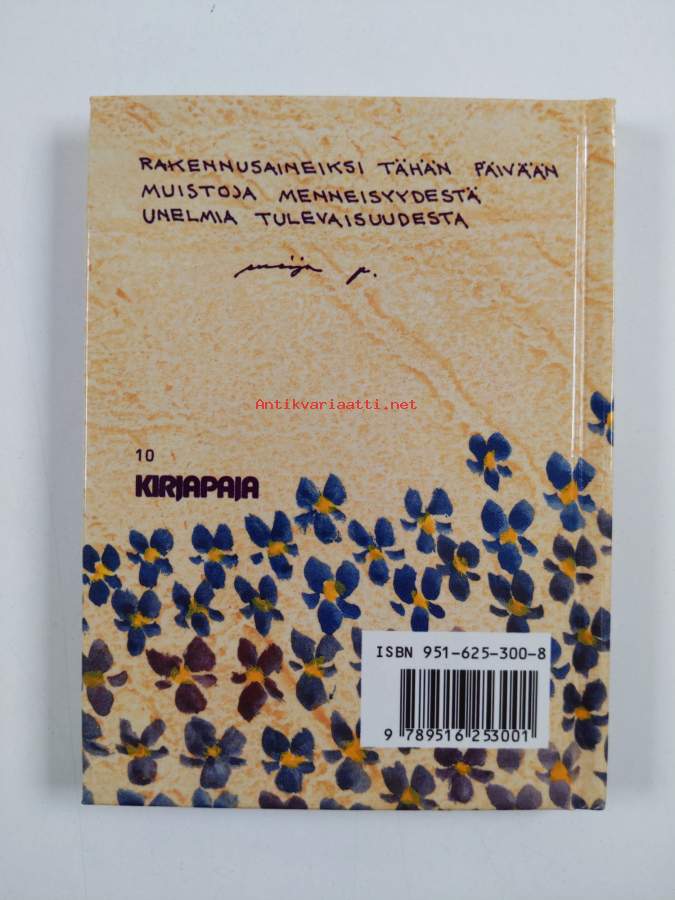 RAKENNUSAINEIKSI TÄHÄN PÄIVÄÄN
MUISTOJA MENNEISYYDESTÄ
UNELMIA TULEVAISUUDESTA
p.
Antikvariaatti.net
10
KIRJAPAJA
ISBN 951-625-300-8
9 789516 253001